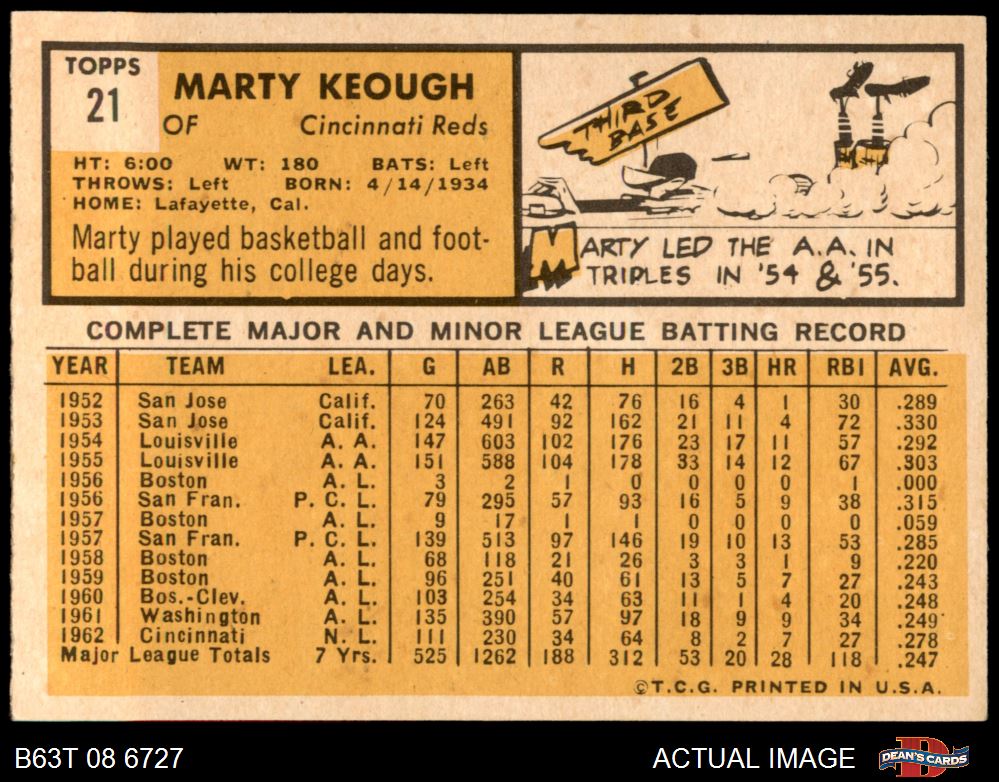 TOPPS
21
MARTY KEOUGH
OF Cincinnati Reds
HT: 6:00 WT: 180 BATS: Left
THROWS: Left BORN: 4/14/1934
HOME: Lafayette, Cal.
Marty played basketball and foot-
ball during his college days.
THIRD
BASE
MARTY LED THE A.A. IN
TRIPLES IN '54 & '55.
COMPLETE MAJOR AND MINOR LEAGUE BATTING RECORD
YEAR TEAM LEA. G AB R H 2B 3B HR RBI AVG.
1952 San Jose Calif. 70 263 42 76 16 4 1 30 .289
1953 San Jose Calif. 124 491 92 162 21 11 4 72 .330
1954 Louisville A. A. 147 603 102 176 23 17 11 57 .292
1955 Louisville A. A. 151 588 104 178 33 14 12 67 .303
1956 Boston A. L. 3 2 1 0 0 0 0 1 .000
1956 San Fran. P. C. L. 79 295 57 93 16 5 9 38 .315
1957 Boston A. L. 9 17 1 1 0 0 0 0 .059
1957 San Fran. P. C. L. 139 513 97 146 19 10 13 53 .285
1958 Boston A. L. 68 118 21 26 3 3 1 9 .220
1959 Boston A. L. 96 251 40 61 13 5 7 27 .243
1960 Bos.-Clev. A. L. 103 254 34 63 11 1 4 20 .248
1961 Washington A. L. 135 390 57 97 18 9 9 34 .249
1962 Cincinnati N. L. 111 230 34 64 8 2 7 27 .278
Major League Totals 7 Yrs. 525 1262 188 312 53 20 28 118 .247
©T.C.G. PRINTED IN U.S.A.
B63T 08 6727 ACTUAL IMAGE DEAN'S CARDS